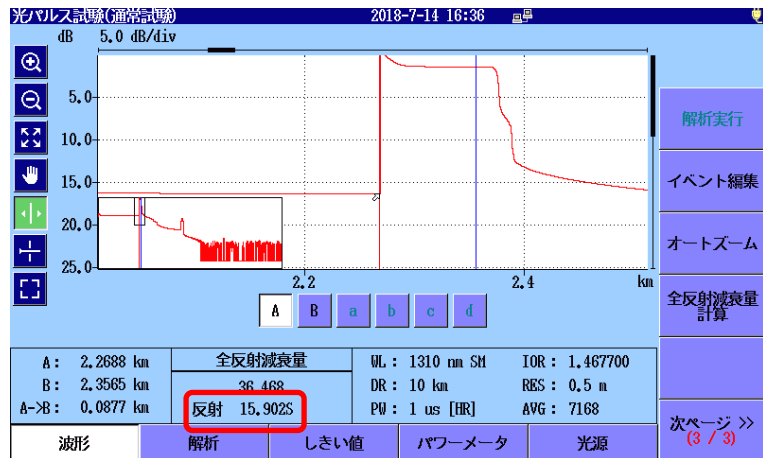 光パルス試験(通常試験) 2018-7-14 16:36
dB 5.0 dB/div
5.0
10.0
15.0
20.0
25.0
2.2 2.4 km
A B a b c d
解析実行
イベント編集
オートズーム
全反射減衰量
計算
次ページ >>
(3 / 3)
A: 2.2688 km 全反射減衰量 WL: 1310 nm SM IOR: 1.467700
B: 2.3565 km 36.468 DR: 10 km RES: 0.5 m
A->B: 0.0877 km 反射 15.902S PW: 1 us [HR] AVG: 7168
波形 解析 しきい値 パワーメータ 光源